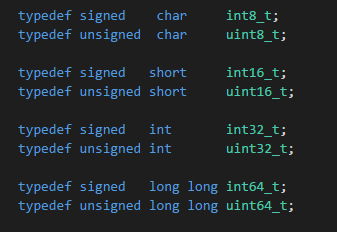 typedef signed    char     int8_t;
typedef unsigned  char     uint8_t;

typedef signed   short     int16_t;
typedef unsigned short     uint16_t;

typedef signed   int       int32_t;
typedef unsigned int       uint32_t;

typedef signed   long long int64_t;
typedef unsigned long long uint64_t;